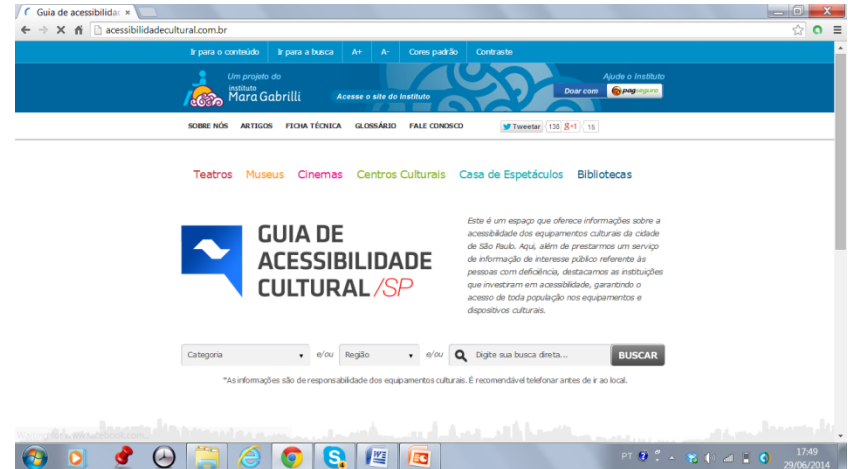 Guia de acessibilidac
acessibilidadecultural.com.br
Ir para o conteúdo Ir para a busca A+ A- Cores padrão Contraste
Um projeto do
instituto
Mara Gabrilli
Acesse o site do Instituto
Ajude o Instituto
Doar com pagseguro
SOBRE NÓS ARTIGOS FICHA TÉCNICA GLOSSÁRIO FALE CONOSCO Tweetar 138 g+1 16
Teatros Museus Cinemas Centros Culturais Casa de Espetáculos Bibliotecas
GUIA DE
ACESSIBILIDADE
CULTURAL/SP
Este é um espaço que oferece informações sobre a
acessibilidade dos equipamentos culturais da cidade
de São Paulo. Aqui, além de prestarmos um serviço
de informação de interesse público referente às
pessoas com deficiência, destacamos as instituições
que investiram em acessibilidade, garantindo o
acesso de toda população nos equipamentos e
dispositivos culturais.
Categoria e/ou Região e/ou Digite sua busca direta... BUSCAR
*As informações são de responsabilidade dos equipamentos culturais. É recomendável telefonar antes de ir ao local.
PT 17:49
29/06/2014